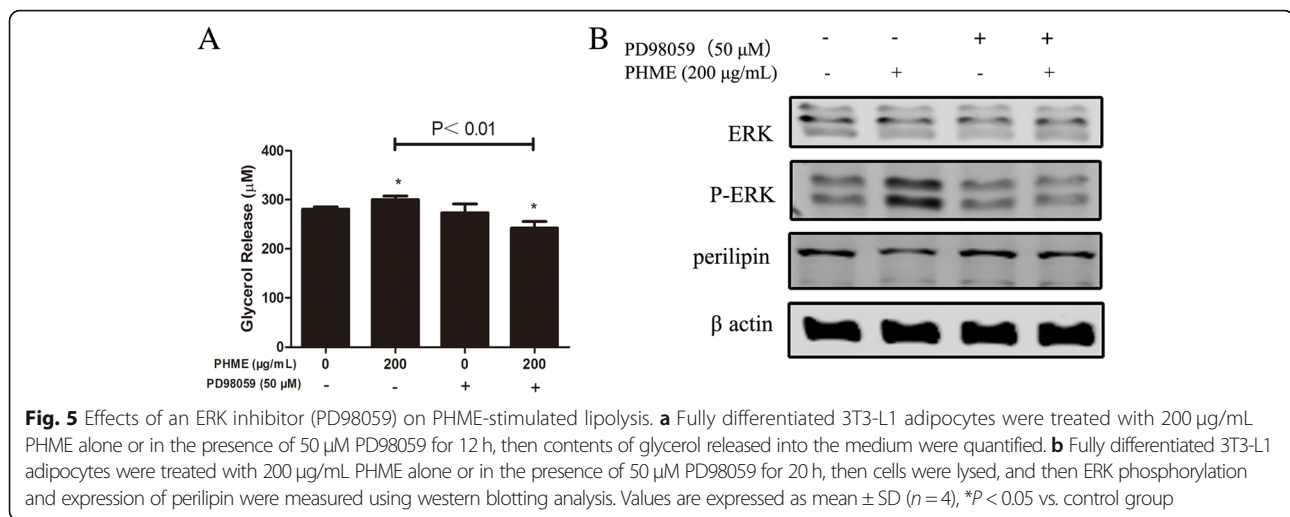 A
P< 0.01
400
300
200
100
0
Glycerol Release (μM)
*
*
PHME (μg/mL) 0 200 0 200
PD98059 (50 μM) - - + +
B
PD98059 (50 μM) - - + +
PHME (200 μg/mL) - + - +
ERK
P-ERK
perilipin
β actin
Fig. 5 Effects of an ERK inhibitor (PD98059) on PHME-stimulated lipolysis. a Fully differentiated 3T3-L1 adipocytes were treated with 200 μg/mL
PHME alone or in the presence of 50 μM PD98059 for 12 h, then contents of glycerol released into the medium were quantified. b Fully differentiated 3T3-L1
adipocytes were treated with 200 μg/mL PHME alone or in the presence of 50 μM PD98059 for 20 h, then cells were lysed, and then ERK phosphorylation
and expression of perilipin were measured using western blotting analysis. Values are expressed as mean ± SD (n = 4), *P < 0.05 vs. control group